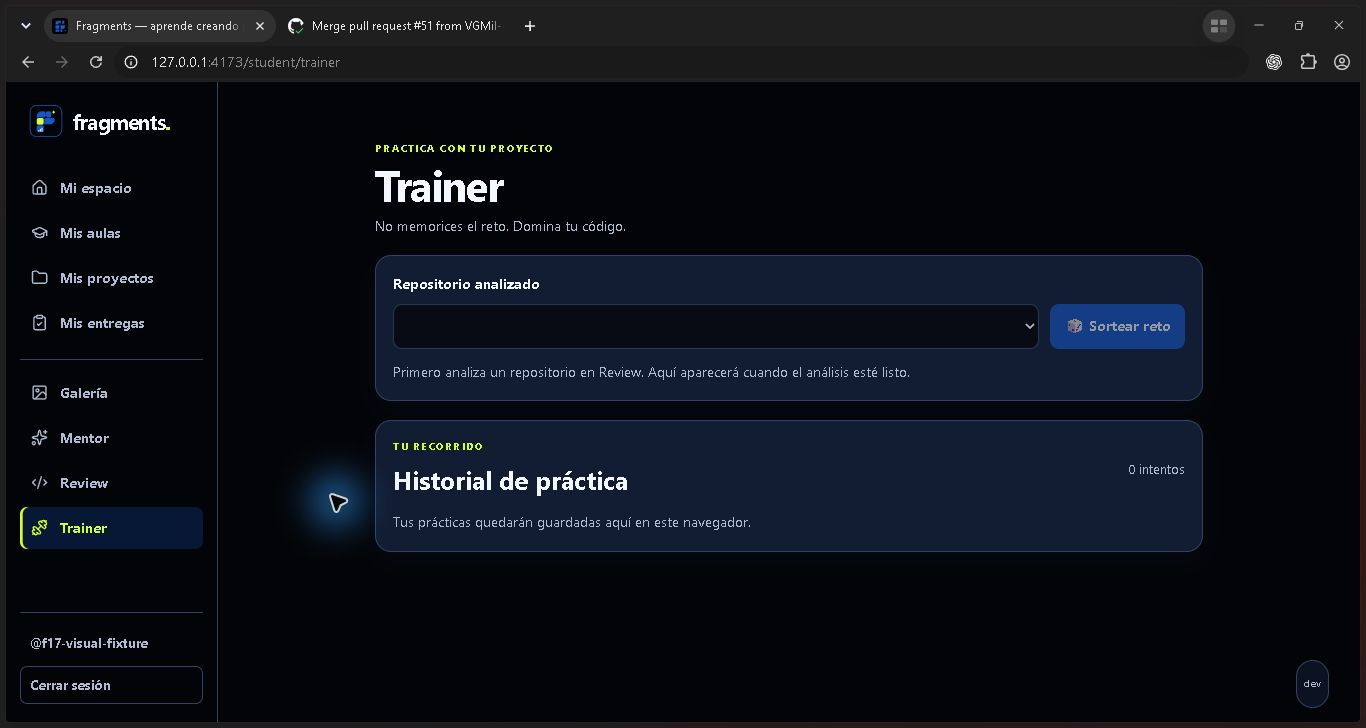 Fragments — aprende creando
Merge pull request #51 from VGMil-
127.0.0.1:4173/student/trainer
fragments.
Mi espacio
Mis aulas
Mis proyectos
Mis entregas
Galería
Mentor
Review
Trainer
@f17-visual-fixture
Cerrar sesión
PRACTICA CON TU PROYECTO
Trainer
No memorices el reto. Domina tu código.
Repositorio analizado
Sortear reto
Primero analiza un repositorio en Review. Aquí aparecerá cuando el análisis esté listo.
TU RECORRIDO
Historial de práctica
0 intentos
Tus prácticas quedarán guardadas aquí en este navegador.
dev